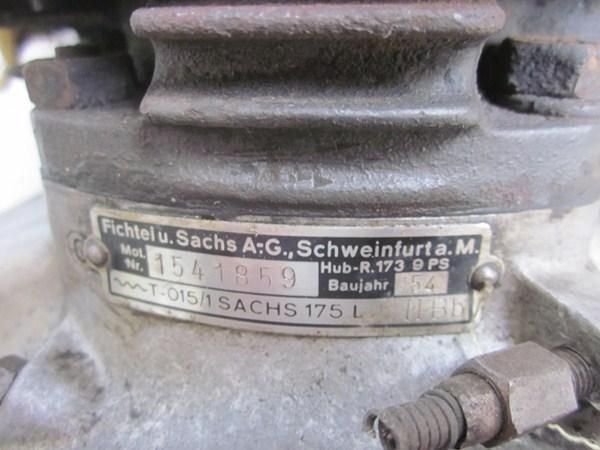 Fichtel u. Sachs A.-G., Schweinfurt a. M.
Mot. Nr. 1541859 Hub-R. 173 9 PS
Baujahr 54
T-015/1 SACHS 175 L